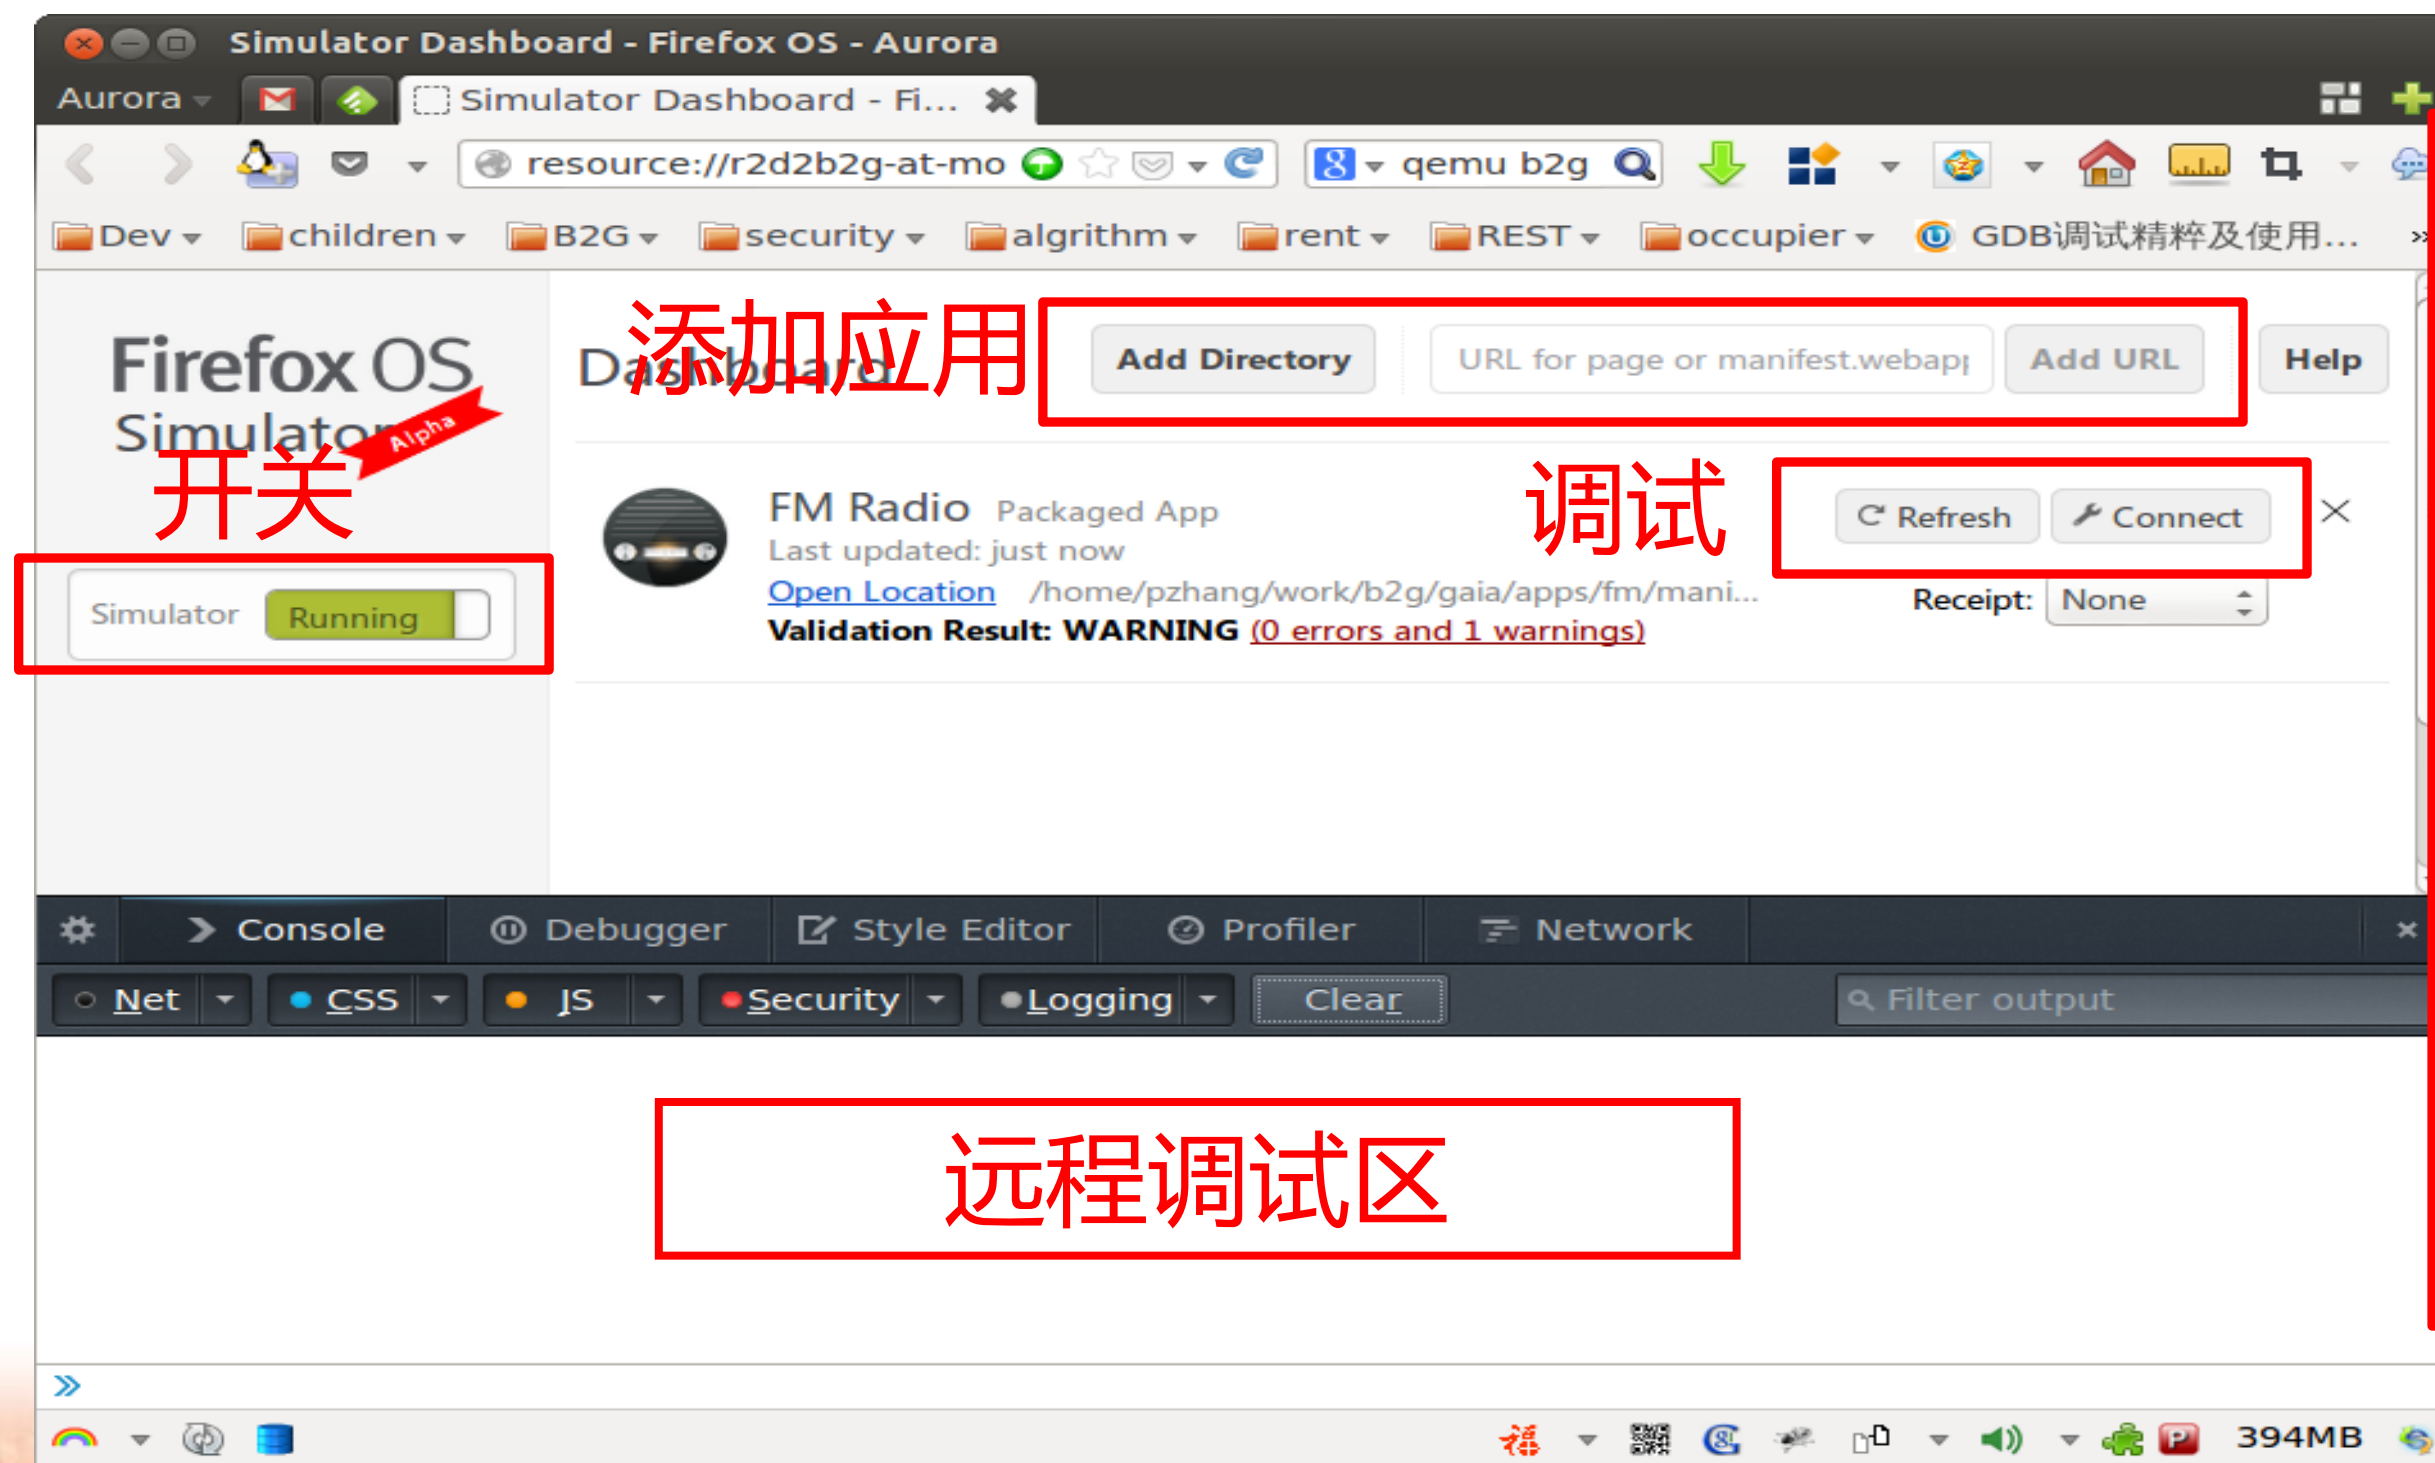 Simulator Dashboard - Firefox OS - Aurora
Aurora
Simulator Dashboard - Fi...
resource://r2d2b2g-at-mo
qemu b2g
Dev children B2G security algrithm rent REST occupier GDB调试精粹及使用...
Firefox OS
Simulator
Alpha
开关
Simulator Running
添加应用
Dashboard
Add Directory
URL for page or manifest.webapp
Add URL
Help
调试
FM Radio Packaged App
Refresh Connect
Last updated: just now
Open Location /home/pzhang/work/b2g/gaia/apps/fm/mani...
Receipt: None
Validation Result: WARNING (0 errors and 1 warnings)
Console Debugger Style Editor Profiler Network
Net CSS JS Security Logging Clear
Filter output
远程调试区
福
394MB